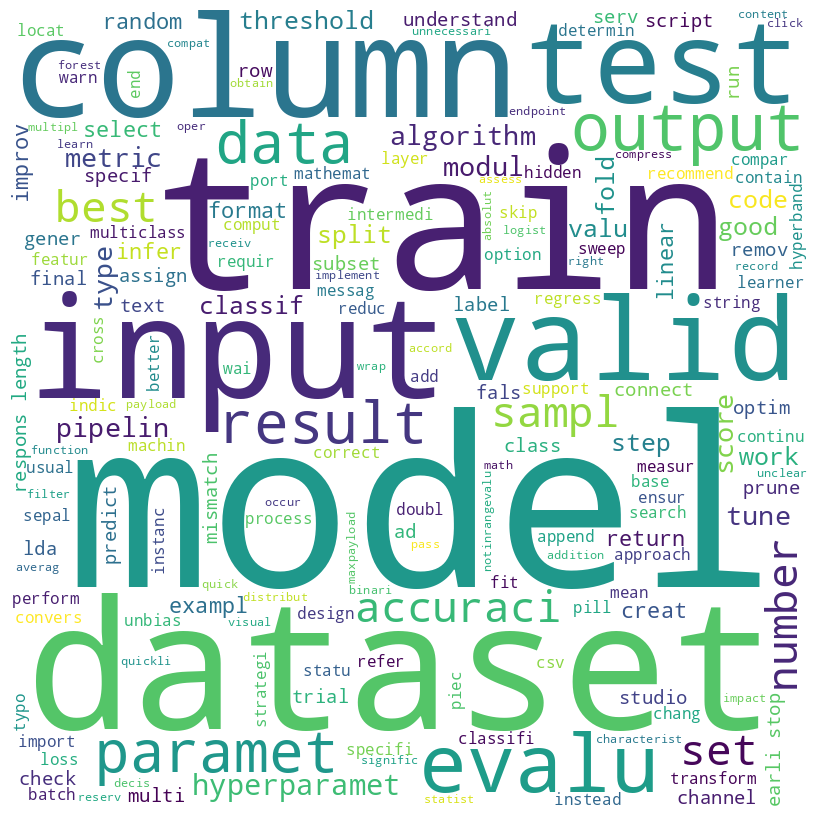 locat
random
threshold
understand
serv
script
content
click
unnecessari
determin
compat
column
test
forest
warn
end
row
obtain
run
endpoint
multipl
select
oper
data
algorithm
output
learn
improv
metric
layer
modul
hidden
compress
fold
compar
recommend
specif
port
mathemat
train
assess
contain
best
format
intermedi
absolut
skip
valu
code
hyperband
gener
multiclass
comput
split
logist
good
featur
infer
receiv
requir
subset
option
sweep
linear
remov
final
type
assign
implement
right
record
messag
learner
text
classif
reduc
input
label
regress
valid
string
cross
better
wai
accord
add
wrap
fals
support
connect
indic
payload
result
sampl
optim
respons length
pipelin
machin
correct
class
step
score
continu
function
usual
mismatch
model
math
measur
work
unclear
filter
sepal
predict
instanc
occur
process
doubl
ad
notinrangevalu
base
ensur
search
prune
lda
maxpayload
append
return
tune
averag
pass
addition
approach
number
perform
quick
binari
fit
mean
convers
exampl
distribut
design
accuraci
pill
creat
unbias
visual
dataset
typo
quickli
strategi
statu
refer
csv
piec
trial
studio
impact
import
paramet
specifi
classifi
characterist
chang
set
earli stop
loss
evalu
check
decis
hyperparamet
signific
transform
batch
reserv
multi
statist
instead
channel